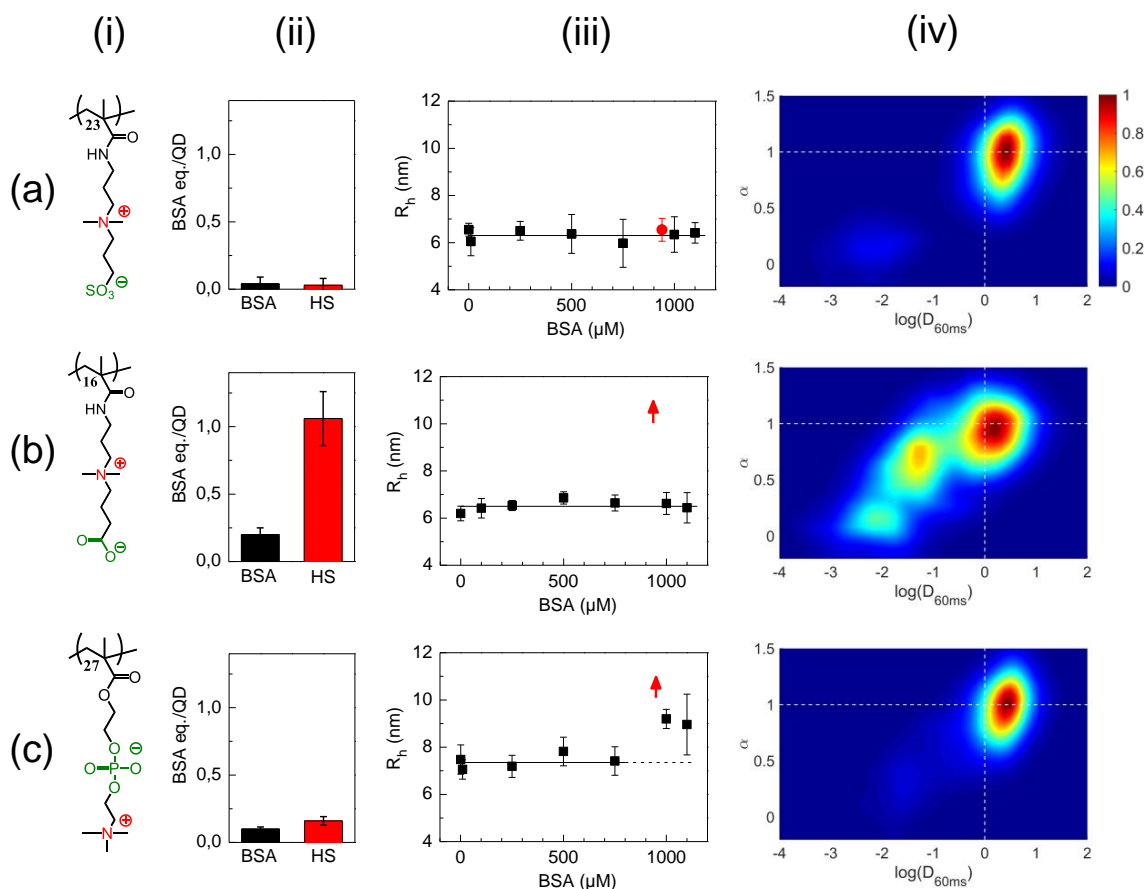 (i) (ii) (iii) (iv)
(a)
23
O
HN
N
⊕
⊖
SO3
BSA eq./QD
1,0
0,5
0,0
BSA HS
Rh (nm)
12
10
8
6
4
0 500 1000
BSA (µM)
α
1.5
1
0.5
0
-4 -3 -2 -1 0 1 2
log(D60ms)
1
0.8
0.6
0.4
0.2
0
(b)
16
O
HN
N
⊕
O
O
⊖
BSA eq./QD
1,0
0,5
0,0
BSA HS
Rh (nm)
12
10
8
6
4
0 500 1000
BSA (µM)
α
1.5
1
0.5
0
-4 -3 -2 -1 0 1 2
log(D60ms)
(c)
27
O
O
O ⊖
O P O
O
N
⊕
BSA eq./QD
1,0
0,5
0,0
BSA HS
Rh (nm)
12
10
8
6
4
0 500 1000
BSA (µM)
α
1.5
1
0.5
0
-4 -3 -2 -1 0 1 2
log(D60ms)